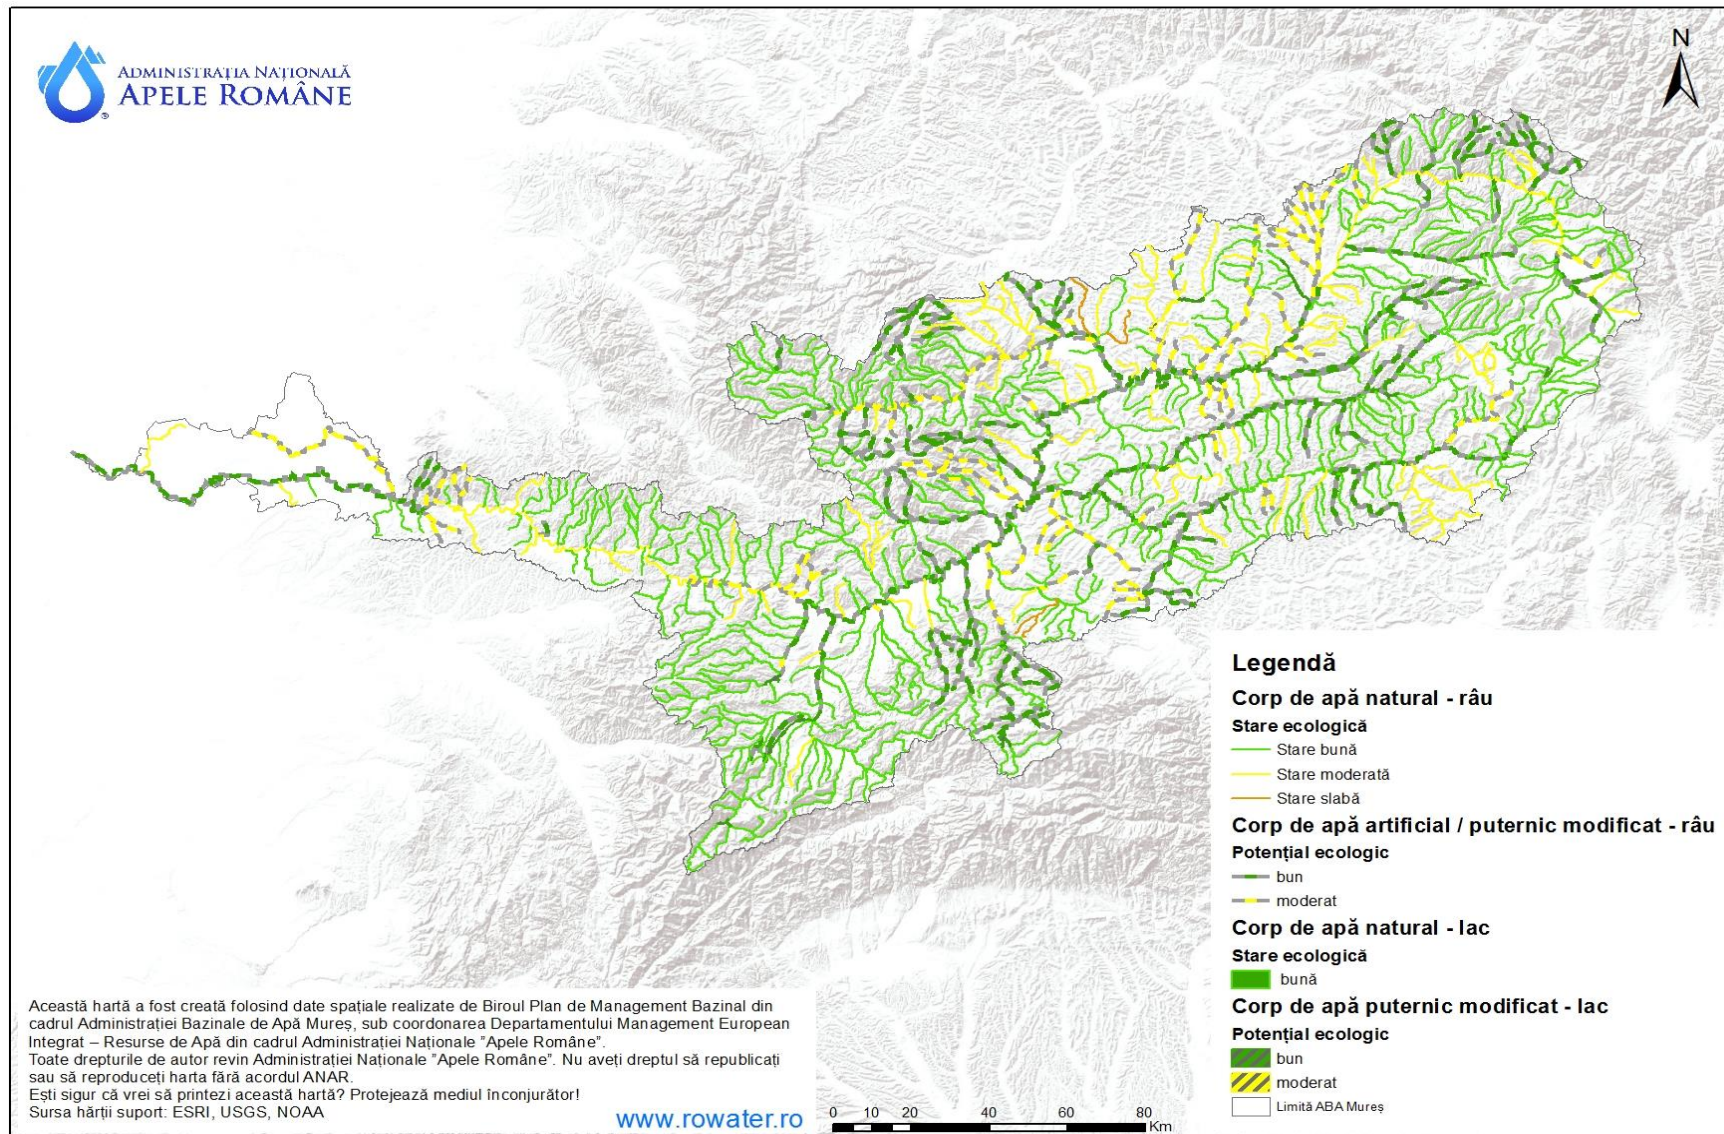 ADMINISTRAȚIA NAȚIONALĂ
APELE ROMÂNE
®
N
Legendă
Corp de apă natural - râu
Stare ecologică
Stare bună
Stare moderată
Stare slabă
Corp de apă artificial / puternic modificat - râu
Potențial ecologic
bun
moderat
Corp de apă natural - lac
Stare ecologică
bună
Corp de apă puternic modificat - lac
Potențial ecologic
bun
moderat
Limită ABA Mureș
Această hartă a fost creată folosind date spațiale realizate de Biroul Plan de Management Bazinal din
cadrul Administrației Bazinale de Apă Mureș, sub coordonarea Departamentului Management European
Integrat – Resurse de Apă din cadrul Administrației Naționale "Apele Române".
Toate drepturile de autor revin Administrației Naționale "Apele Române". Nu aveți dreptul să republicați
sau să reproduceți harta fără acordul ANAR.
Ești sigur că vrei să printezi această hartă? Protejează mediul înconjurător!
Sursa hărții suport: ESRI, USGS, NOAA
www.rowater.ro
0 10 20 40 60 80
Km